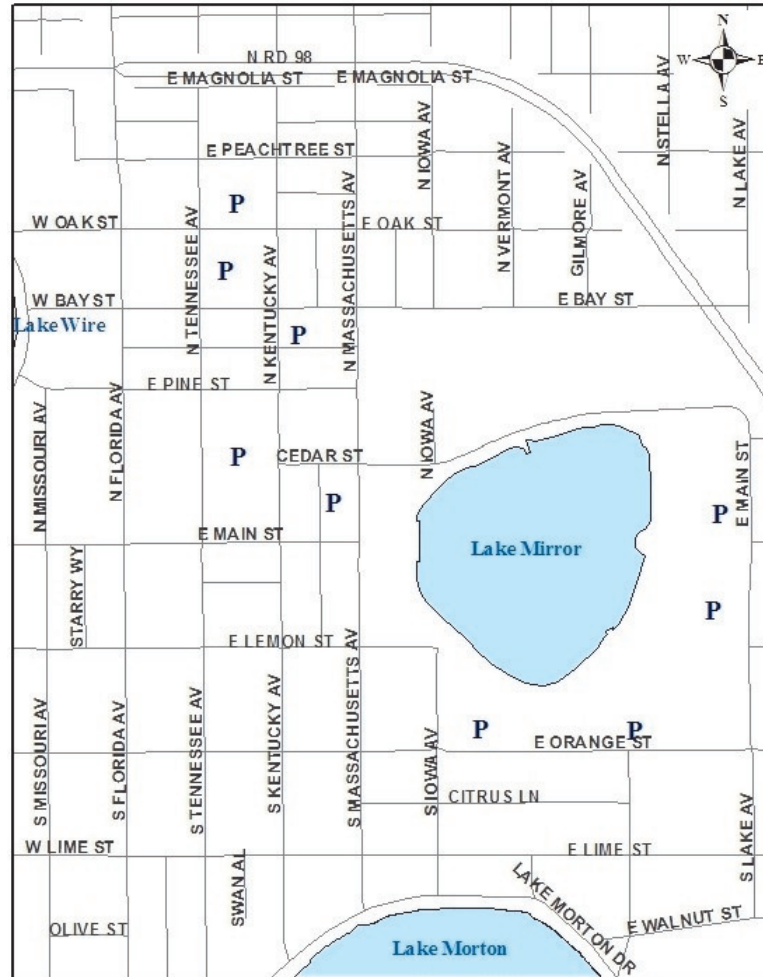 N
W
E
S
N RD 98
E MAGNOLIA ST
E MAGNOLIA ST
N STELLA AV
N LAKE AV
E PEACHTREE ST
N IOWA AV
N VERMONT AV
GILMORE AV
P
W OAK ST
E OAK ST
N TENNESSEE AV
N KENTUCKY AV
N MASSACHUSETTS AV
P
W BAY ST
E BAY ST
Lake Wire
P
E PINE ST
N MISSOURI AV
N FLORIDA AV
N IOWA AV
P
CEDAR ST
E MAIN ST
P
P
E MAIN ST
Lake Mirror
STARRY WY
P
E LEMON ST
S MISSOURI AV
S FLORIDA AV
S TENNESSEE AV
S KENTUCKY AV
S MASSACHUSETTS AV
S IOWA AV
P
P
E ORANGE ST
CITRUS LN
S LAKE AV
W LIME ST
E LIME ST
SWAN AL
LAKE MORTON DR
OLIVE ST
E WALNUT ST
Lake Morton